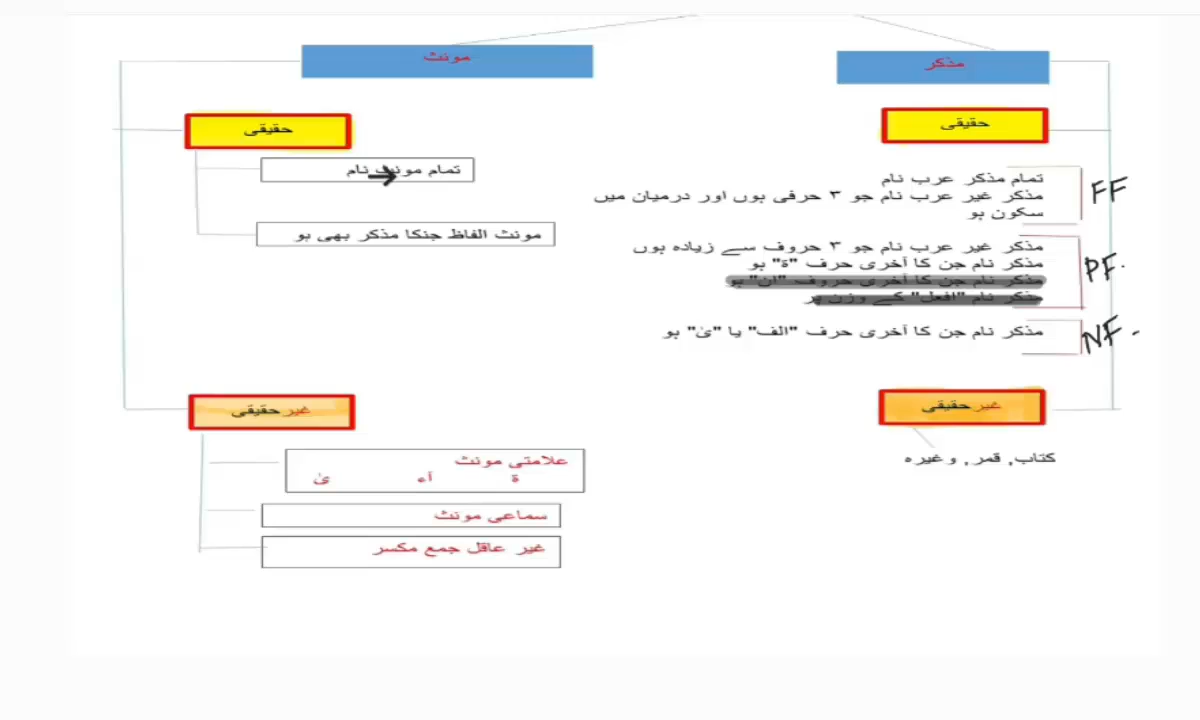 مذکر
مونث
حقیقی
تمام مذکر عرب نام
مذکر غیر عرب نام جو ٣ حرفی ہوں اور درمیان میں
سکون ہو
FF
مذکر غیر عرب نام جو ٣ حروف سے زیادہ ہوں
مذکر نام جن کا آخری حرف "ة" ہو
مذکر نام جن کا آخری حروف "ان" ہو
مذکر نام "افعل" کے وزن پر
PF.
مذکر نام جن کا آخری حرف "الف" یا "یٰ" ہو
NF.
غیر حقیقی
کتاب, قمر, وغیرہ
حقیقی
تمام مونث نام
مونث الفاظ جنکا مذکر بھی ہو
غیر حقیقی
علامتی مونث
ة آء یٰ
سماعی مونث
غیر عاقل جمع مکسر